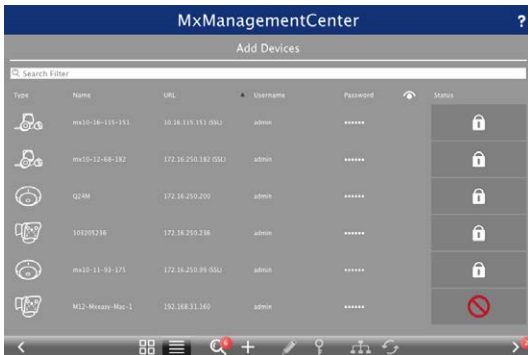 MxManagementCenter ?
Add Devices
Search Filter
Type Name URL Username Password Status
mx10-16-115-151 10.16.115.151 (SSL) admin ••••••
mx10-12-68-182 172.16.250.182 (SSL) admin ••••••
Q24M 172.16.250.200 admin ••••••
103205236 172.16.250.236 admin ••••••
mx10-11-93-175 172.16.250.89 (SSL) admin ••••••
M12-Mxeasy-Mac-1 192.168.31.160 admin ••••••
6